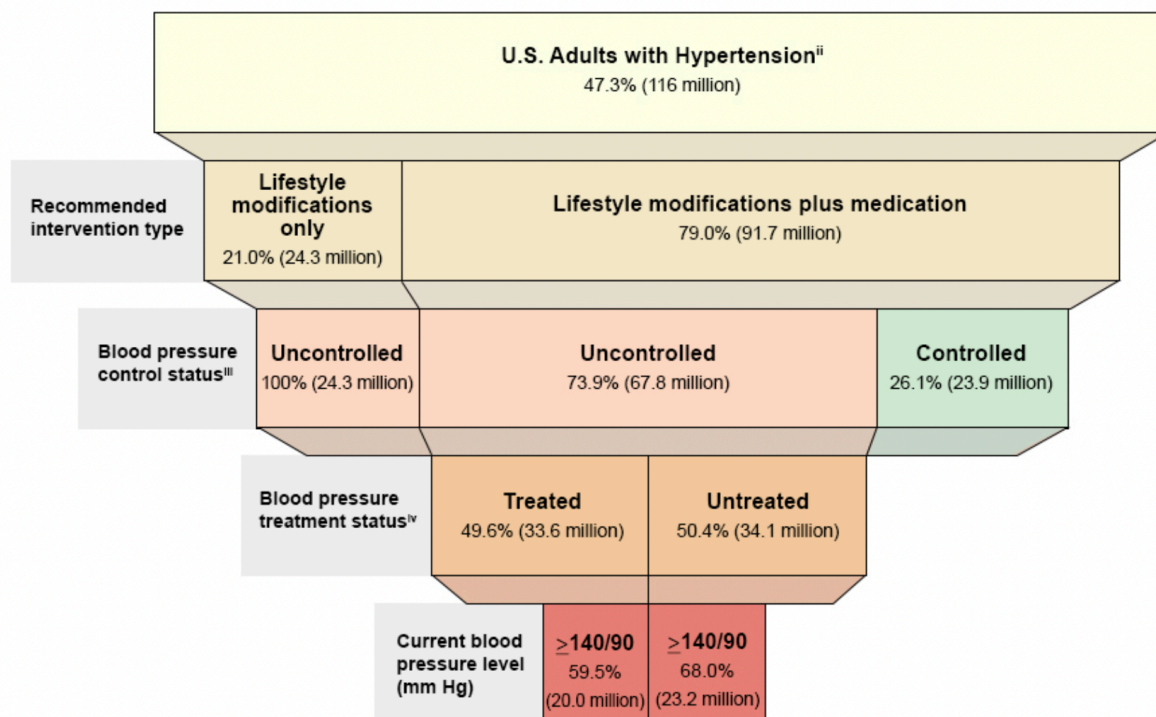 U.S. Adults with Hypertensionⁱⁱ
47.3% (116 million)
Recommended
intervention type
Lifestyle
modifications
only
21.0% (24.3 million)
Lifestyle modifications plus medication
79.0% (91.7 million)
Blood pressure
control statusⁱⁱⁱ
Uncontrolled
100% (24.3 million)
Uncontrolled
73.9% (67.8 million)
Controlled
26.1% (23.9 million)
Blood pressure
treatment statusⁱᵛ
Treated
49.6% (33.6 million)
Untreated
50.4% (34.1 million)
Current blood
pressure level
(mm Hg)
≥140/90
59.5%
(20.0 million)
≥140/90
68.0%
(23.2 million)